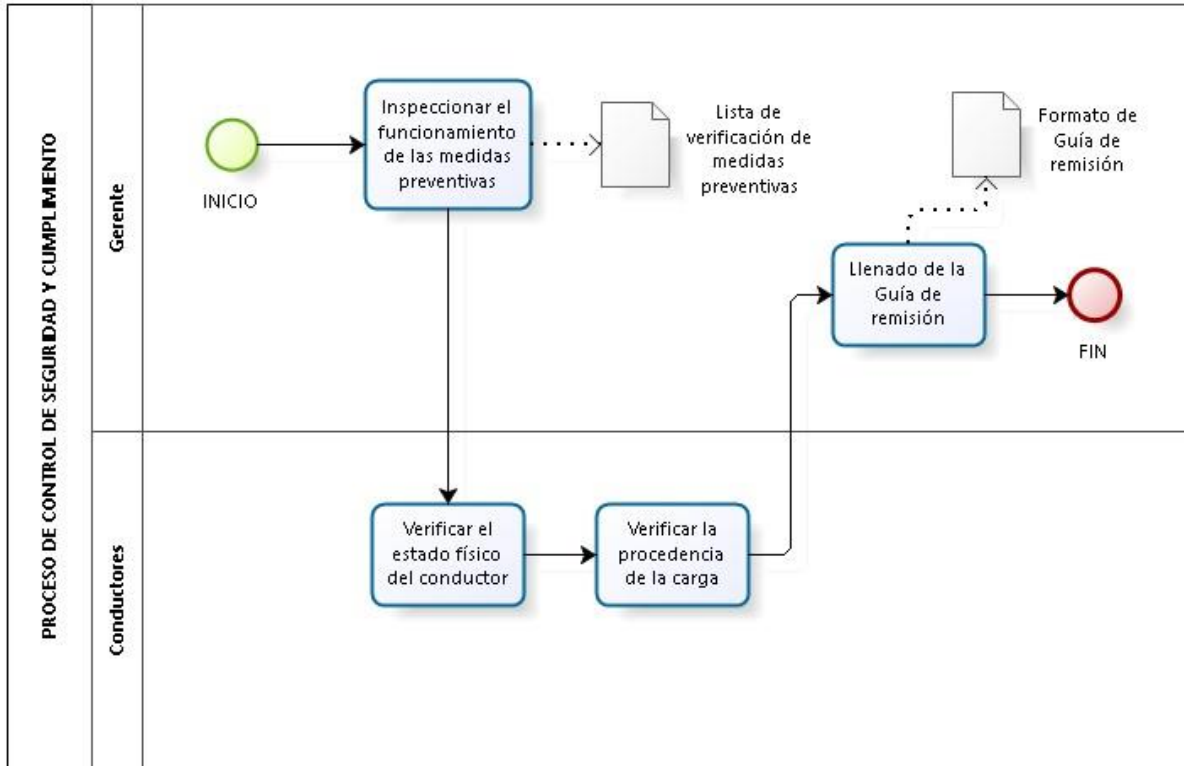 PROCESO DE CONTROL DE SEGURIDAD Y CUMPLIMIENTO
Gerente
INICIO
Inspeccionar el
funcionamiento
de las medidas
preventivas
Lista de
verificación de
medidas
preventivas
Formato de
Guía de
remisión
Llenado de la
Guía de
remisión
FIN
Conductores
Verificar el
estado físico
del conductor
Verificar la
procedencia
de la carga